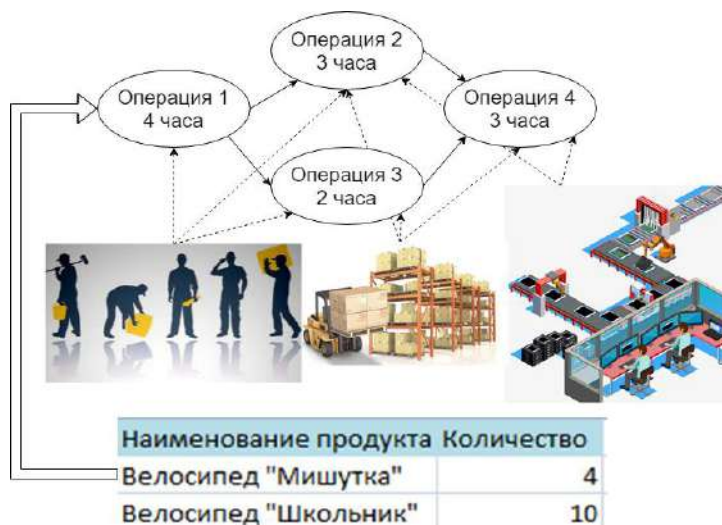 Операция 2
3 часа
Операция 1
4 часа
Операция 4
3 часа
Операция 3
2 часа
Наименование продукта Количество
Велосипед "Мишутка" 4
Велосипед "Школьник" 10